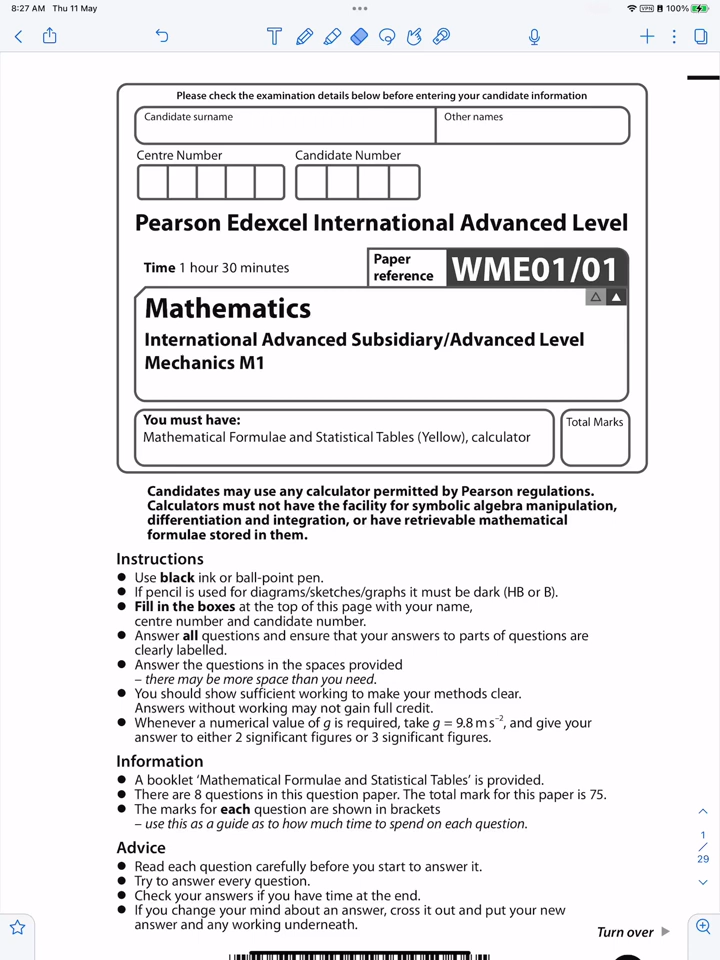 8:27 AM Thu 11 May
VPN 100%
Please check the examination details below before entering your candidate information
Candidate surname
Other names
Centre Number
Candidate Number
Pearson Edexcel International Advanced Level
Time 1 hour 30 minutes
Paper
reference
WME01/01
Mathematics
International Advanced Subsidiary/Advanced Level
Mechanics M1
You must have:
Mathematical Formulae and Statistical Tables (Yellow), calculator
Total Marks
Candidates may use any calculator permitted by Pearson regulations.
Calculators must not have the facility for symbolic algebra manipulation,
differentiation and integration, or have retrievable mathematical
formulae stored in them.
Instructions
● Use black ink or ball-point pen.
● If pencil is used for diagrams/sketches/graphs it must be dark (HB or B).
● Fill in the boxes at the top of this page with your name,
centre number and candidate number.
● Answer all questions and ensure that your answers to parts of questions are
clearly labelled.
● Answer the questions in the spaces provided
– there may be more space than you need.
● You should show sufficient working to make your methods clear.
Answers without working may not gain full credit.
● Whenever a numerical value of g is required, take g = 9.8 m s⁻², and give your
answer to either 2 significant figures or 3 significant figures.
Information
● A booklet ‘Mathematical Formulae and Statistical Tables’ is provided.
● There are 8 questions in this question paper. The total mark for this paper is 75.
● The marks for each question are shown in brackets
– use this as a guide as to how much time to spend on each question.
Advice
● Read each question carefully before you start to answer it.
● Try to answer every question.
● Check your answers if you have time at the end.
● If you change your mind about an answer, cross it out and put your new
answer and any working underneath.
Turn over
1
/
29